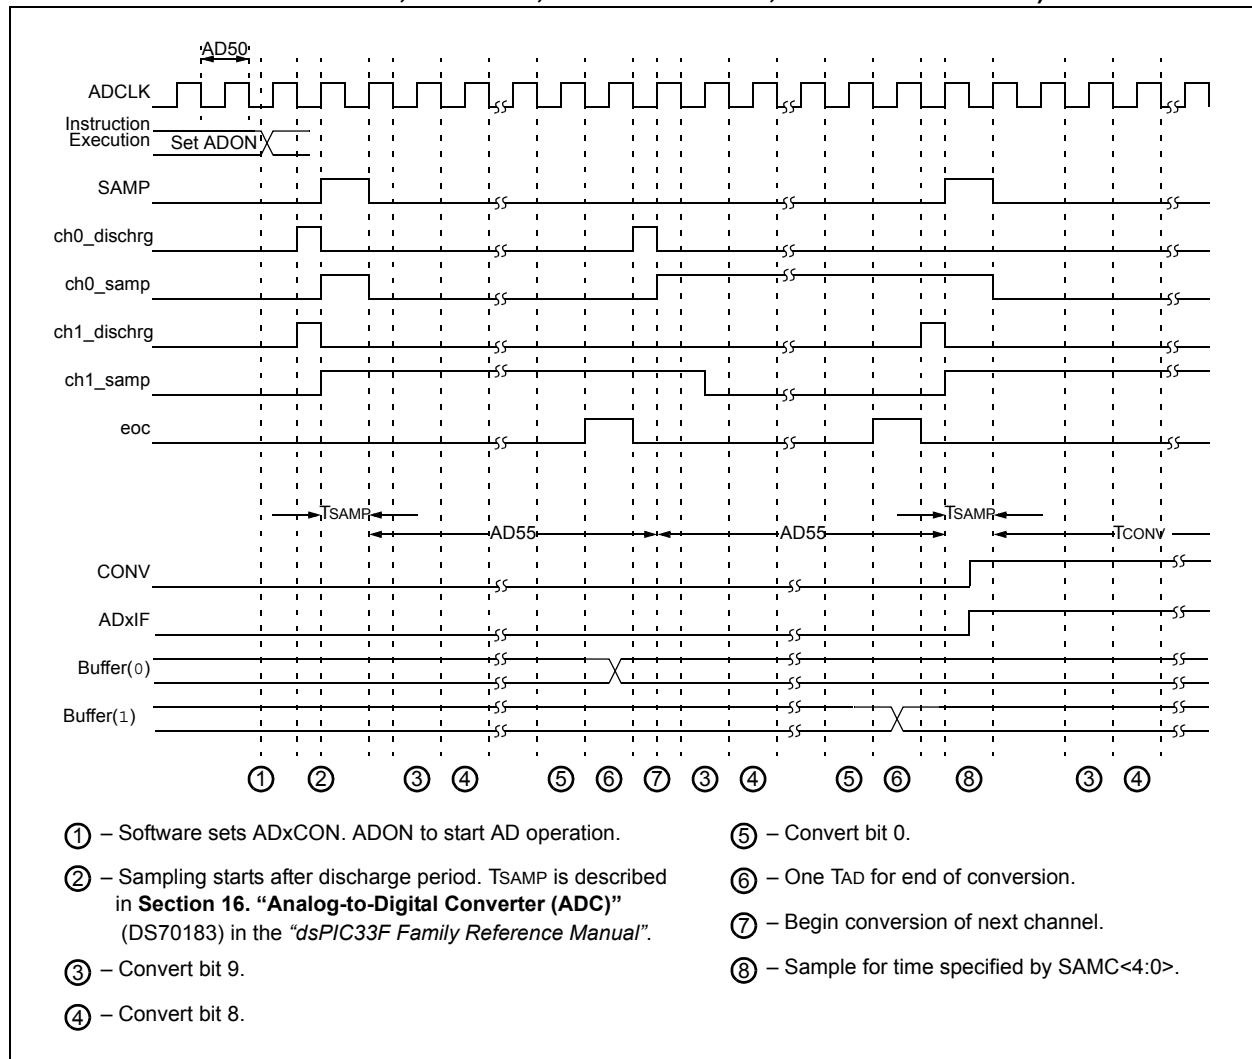 AD50
ADCLK
Instruction
Execution
Set ADON
SAMP
ch0_dischrg
ch0_samp
ch1_dischrg
ch1_samp
eoc
TSAMP
TSAMP
AD55
AD55
TCONV
CONV
ADxIF
Buffer(0)
Buffer(1)
1 2 3 4 5 6 7 3 4 5 6 8 3 4
1 – Software sets ADxCON. ADON to start AD operation.
2 – Sampling starts after discharge period. TSAMP is described
in Section 16. “Analog-to-Digital Converter (ADC)”
(DS70183) in the “dsPIC33F Family Reference Manual”.
3 – Convert bit 9.
4 – Convert bit 8.
5 – Convert bit 0.
6 – One TAD for end of conversion.
7 – Begin conversion of next channel.
8 – Sample for time specified by SAMC<4:0>.